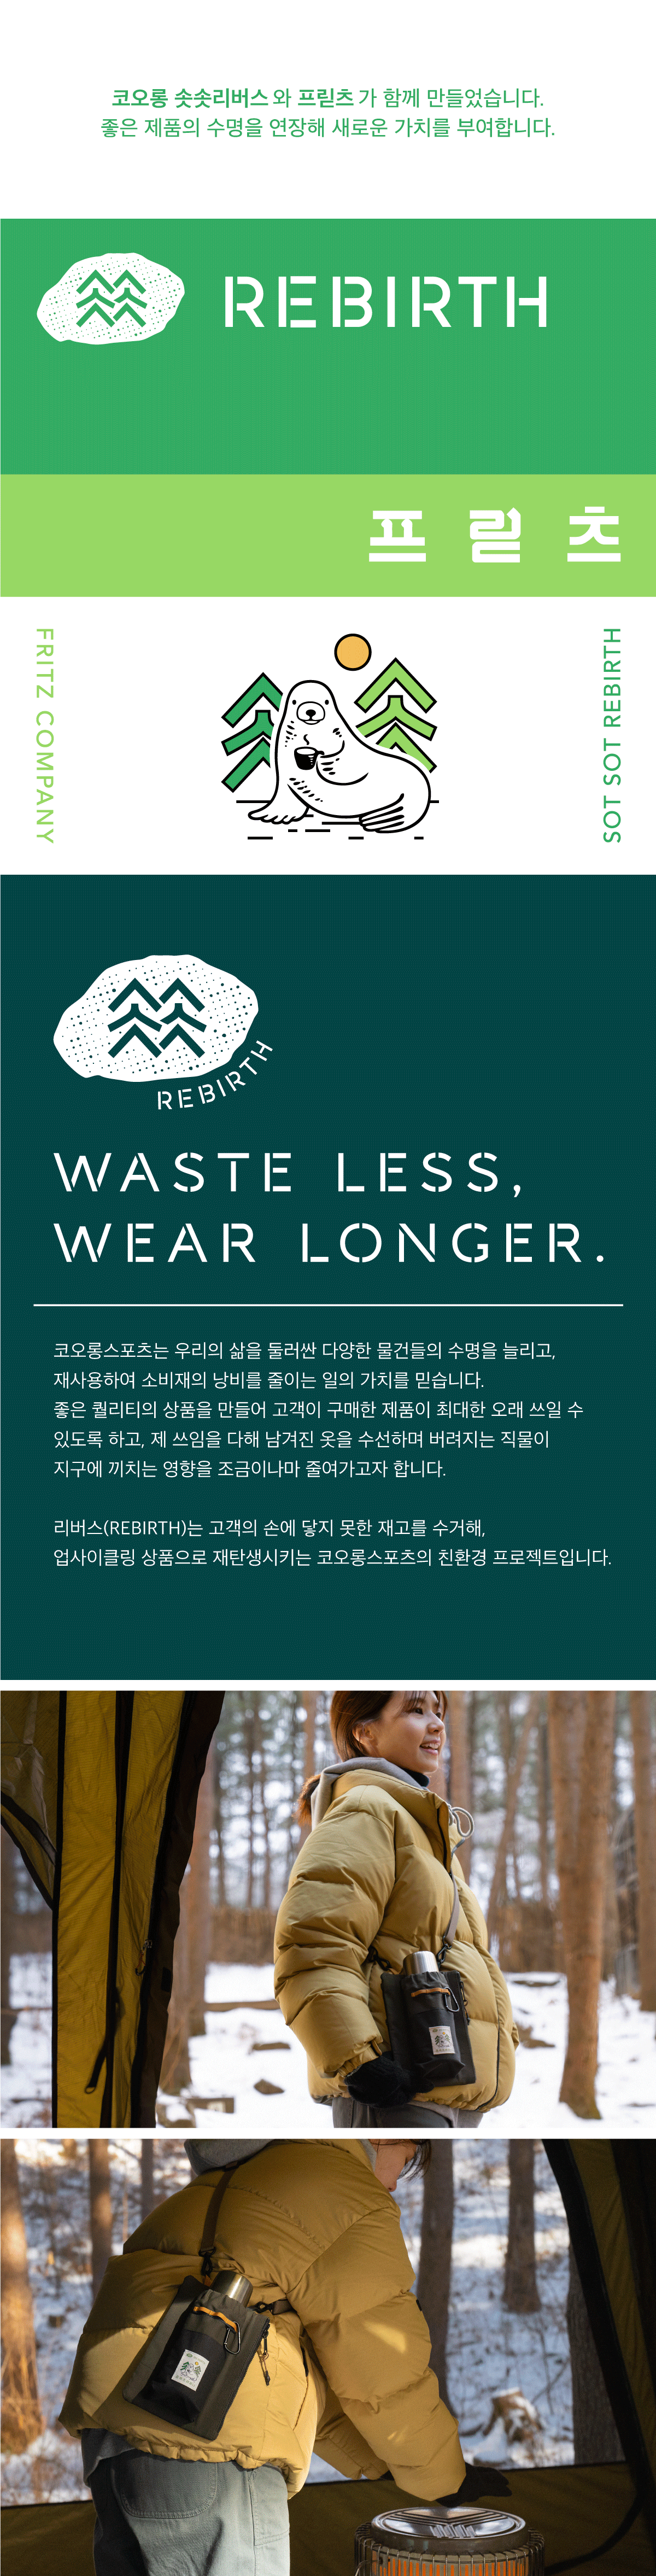 코오롱 솟솟리버스 와 프릳츠 가 함께 만들었습니다.
좋은 제품의 수명을 연장해 새로운 가치를 부여합니다.
REBIRTH
프릳츠
FRITZ COMPANY
SOT SOT REBIRTH
REBIRTH
WASTE LESS,
WEAR LONGER.
코오롱스포츠는 우리의 삶을 둘러싼 다양한 물건들의 수명을 늘리고,
재사용하여 소비재의 낭비를 줄이는 일의 가치를 믿습니다.
좋은 퀄리티의 상품을 만들어 고객이 구매한 제품이 최대한 오래 쓰일 수
있도록 하고, 제 쓰임을 다해 남겨진 옷을 수선하며 버려지는 직물이
지구에 끼치는 영향을 조금이나마 줄여가고자 합니다.
리버스(REBIRTH)는 고객의 손에 닿지 못한 재고를 수거해,
업사이클링 상품으로 재탄생시키는 코오롱스포츠의 친환경 프로젝트입니다.